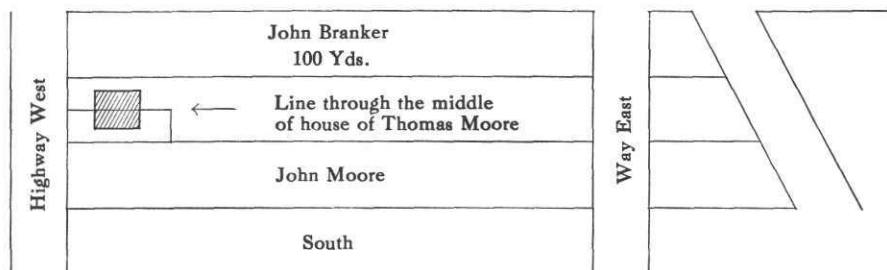 Highway West
John Branker
100 Yds.
Line through the middle
of house of Thomas Moore
John Moore
South
Way East